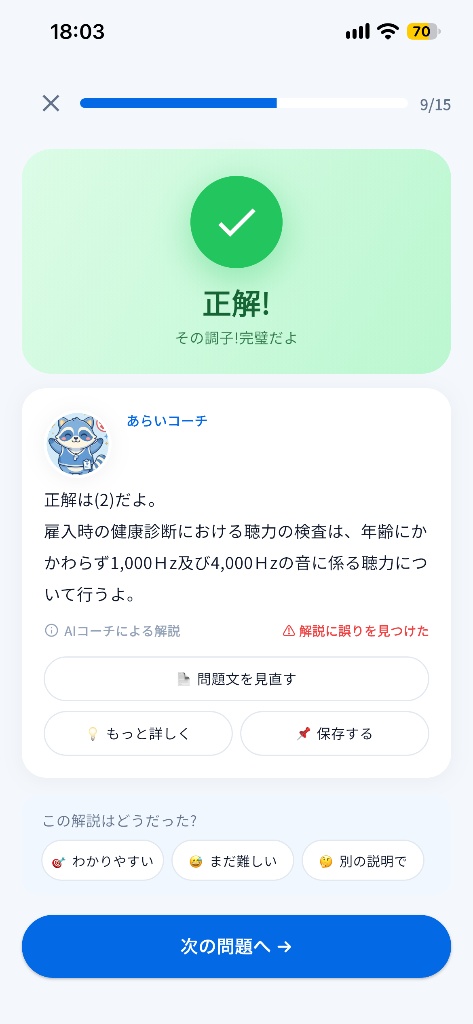 18:03
70
9/15
正解!
その調子!完璧だよ
あらいコーチ
正解は(2)だよ。
雇入時の健康診断における聴力の検査は、年齢にか
かわらず1,000Ｈz及び4,000Ｈzの音に係る聴力につ
いて行うよ。
AIコーチによる解説
解説に誤りを見つけた
問題文を見直す
もっと詳しく
保存する
この解説はどうだった?
わかりやすい
まだ難しい
別の説明で
次の問題へ →